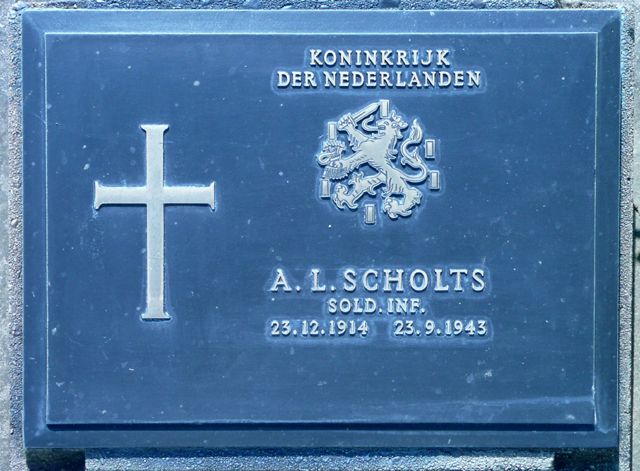 KONINKRIJK
DER NEDERLANDEN
A. L. SCHOLTS
SOLD. INF.
23.12.1914 23.9.1943